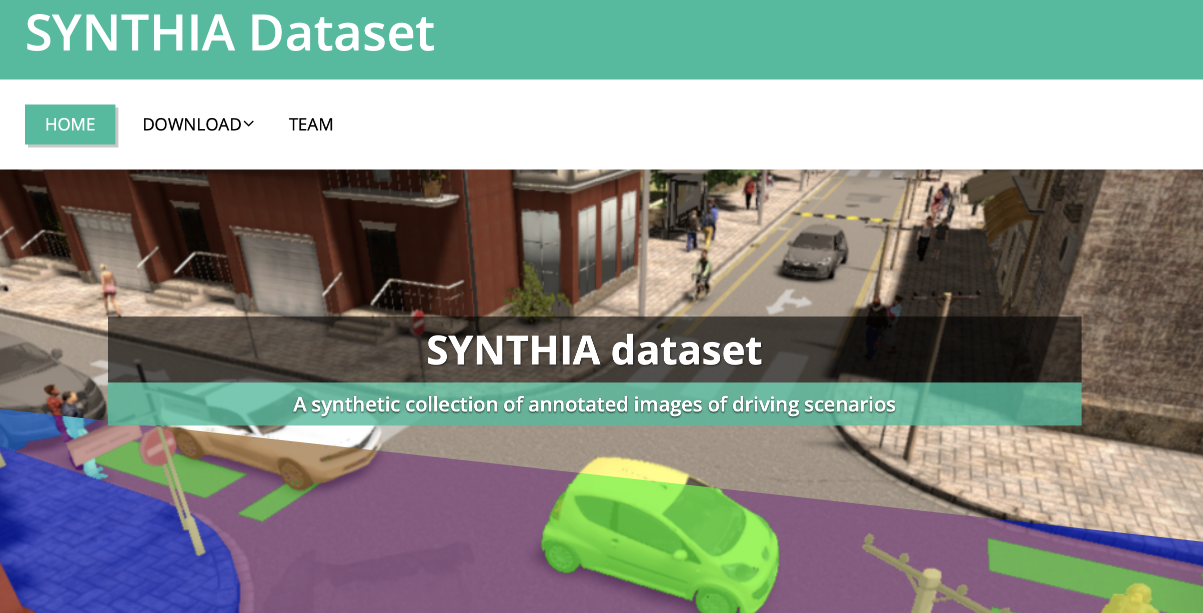 SYNTHIA Dataset
HOME DOWNLOAD TEAM
SYNTHIA dataset
A synthetic collection of annotated images of driving scenarios